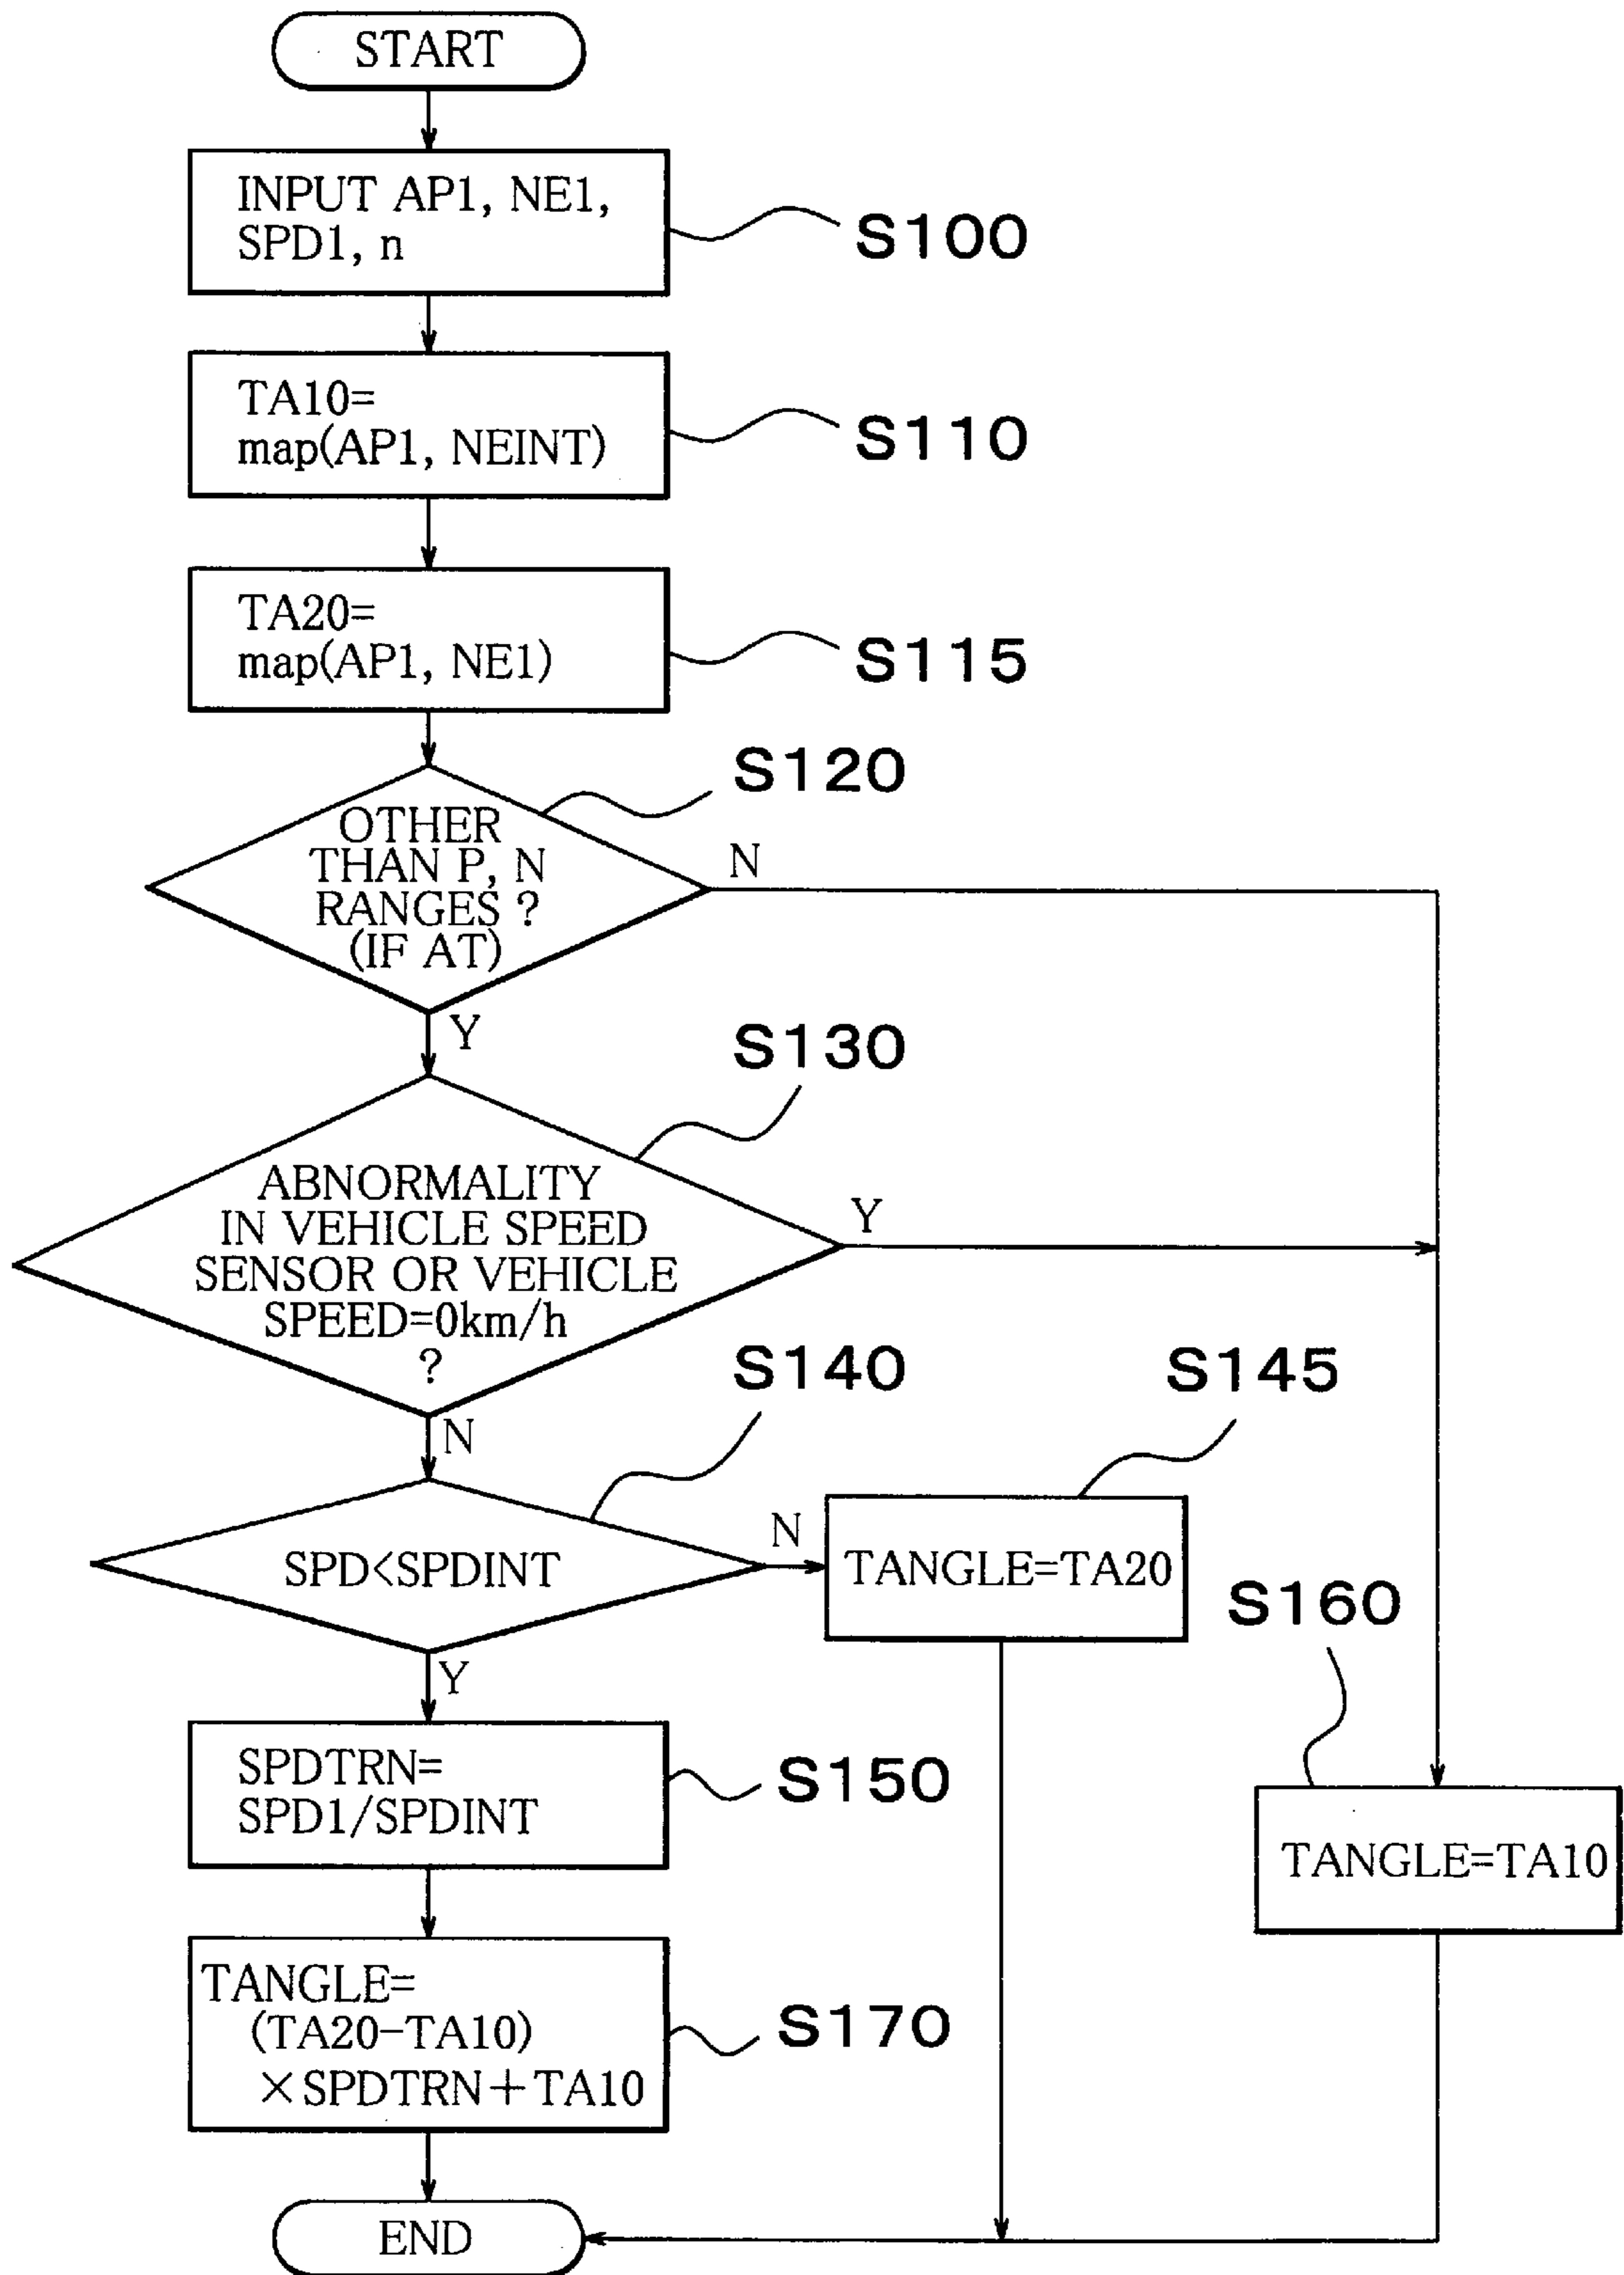 START
INPUT AP1, NE1,
SPD1, n
S100
TA10=
map(AP1, NEINT)
S110
TA20=
map(AP1, NE1)
S115
S120
OTHER
THAN P, N
RANGES ?
(IF AT)
N
Y
S130
ABNORMALITY
IN VEHICLE SPEED
SENSOR OR VEHICLE
SPEED=0km/h
?
Y
N
S140
SPD<SPDINT
N
S145
TANGLE=TA20
Y
S160
TANGLE=TA10
SPDTRN=
SPD1/SPDINT
S150
TANGLE=
(TA20-TA10)
×SPDTRN+TA10
S170
END